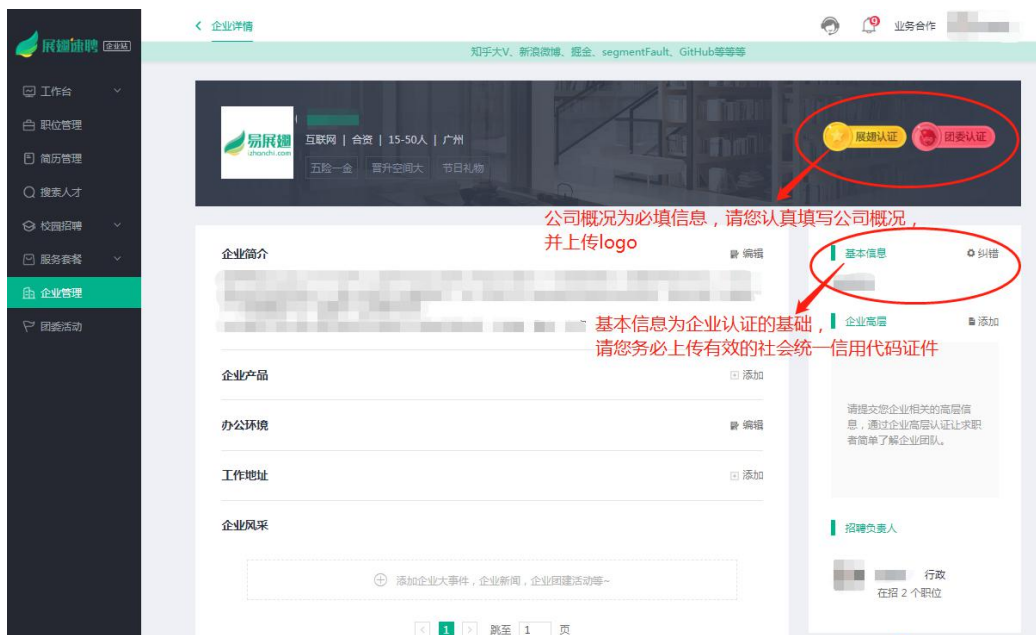 展翅速聘 企业站
工作台
职位管理
简历管理
搜索人才
校园招聘
服务套餐
企业管理
团委活动
企业详情
9
业务合作
知乎大V、新浪微博、掘金、segmentFault、GitHub等等等
易展翅
izhanchi.com
互联网 | 合资 | 15-50人 | 广州
五险一金 晋升空间大 节日礼物
展翅认证 团委认证
公司概况为必填信息，请您认真填写公司概况，
并上传logo
企业简介 编辑
基本信息为企业认证的基础，
请您务必上传有效的社会统一信用代码证件
企业产品 添加
办公环境 编辑
工作地址 添加
企业风采
添加企业大事件，企业新闻，企业团建活动等~
< 1 > 跳至 1 页
基本信息 纠错
企业高层 添加
请提交您企业相关的高层信
息，通过企业高层认证让求职
者简单了解企业团队。
招聘负责人
行政
在招 2 个职位